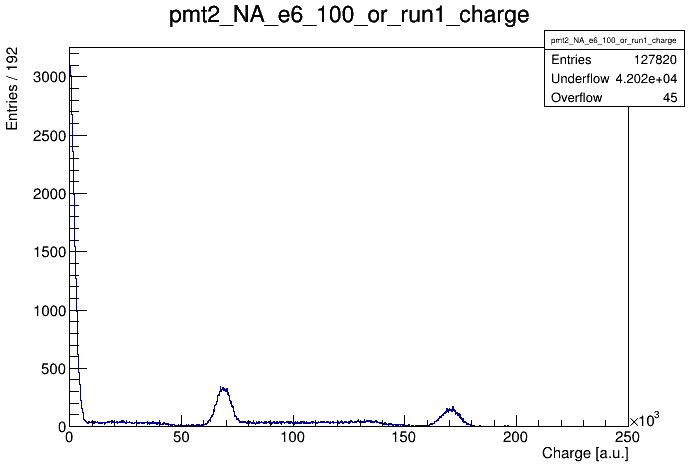 pmt2_NA_e6_100_or_run1_charge
pmt2_NA_e6_100_or_run1_charge
Entries 127820
Underflow 4.202e+04
Overflow 45
Entries / 192
3000
2500
2000
1500
1000
500
0
0 50 100 150 200 250
×10³
Charge [a.u.]